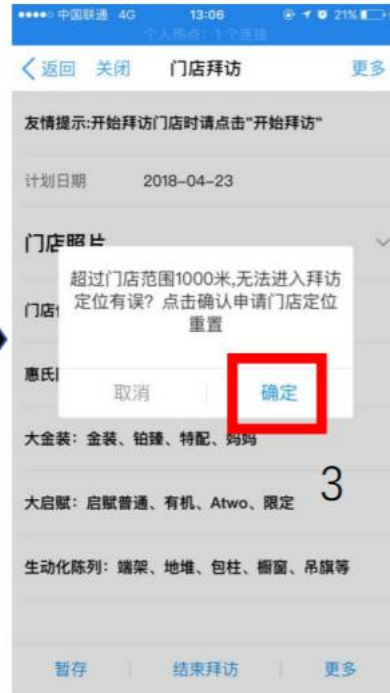 中国联通 4G 13:06 21%
个人热点：1个连接
返回 关闭 门店拜访 更多
友情提示:开始拜访门店时请点击"开始拜访"
计划日期 2018-04-23
门店照片
超过门店范围1000米,无法进入拜访
定位有误？点击确认申请门店定位
重置
门店
惠氏
取消 确定
大金装：金装、铂臻、特配、妈妈
大启赋：启赋普通、有机、Atwo、限定
3
生动化陈列：端架、地堆、包柱、橱窗、吊旗等
暂存 结束拜访 更多